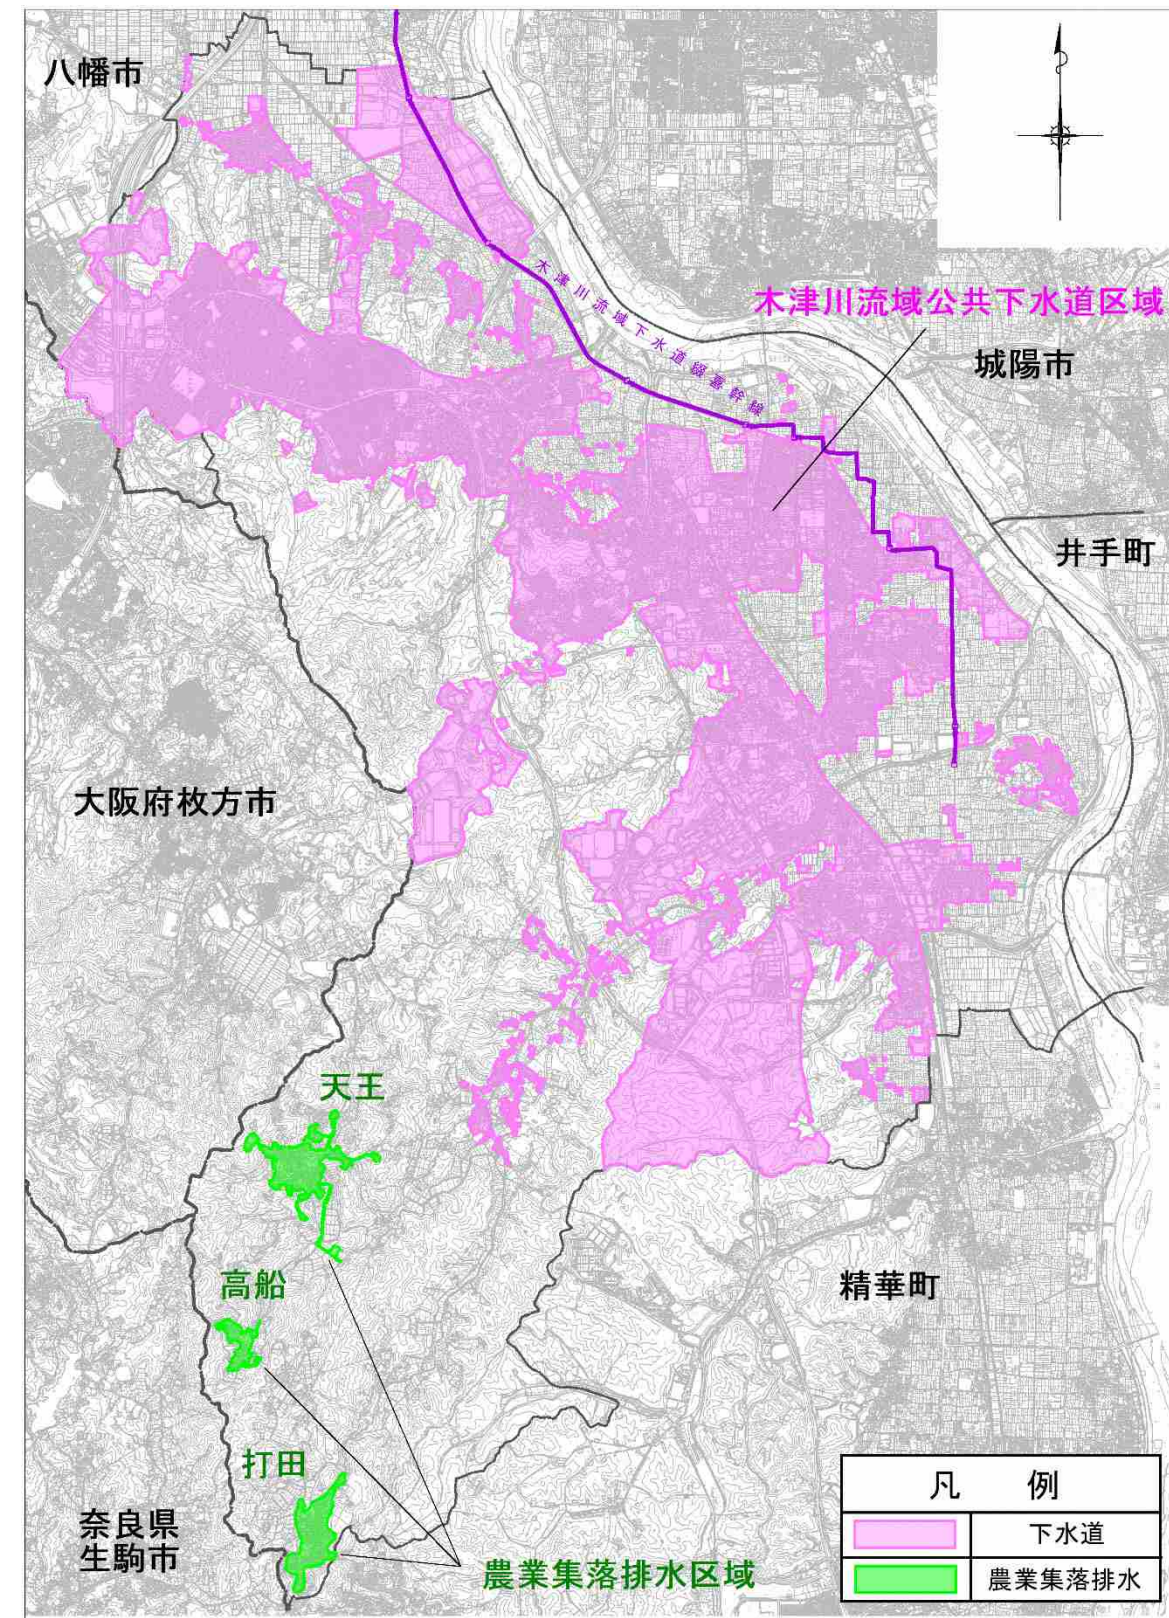 八幡市
木津川流域下水道綴喜幹線
木津川流域公共下水道区域
城陽市
井手町
大阪府枚方市
天王
高船
精華町
打田
奈良県
生駒市
農業集落排水区域
凡 例
下水道
農業集落排水